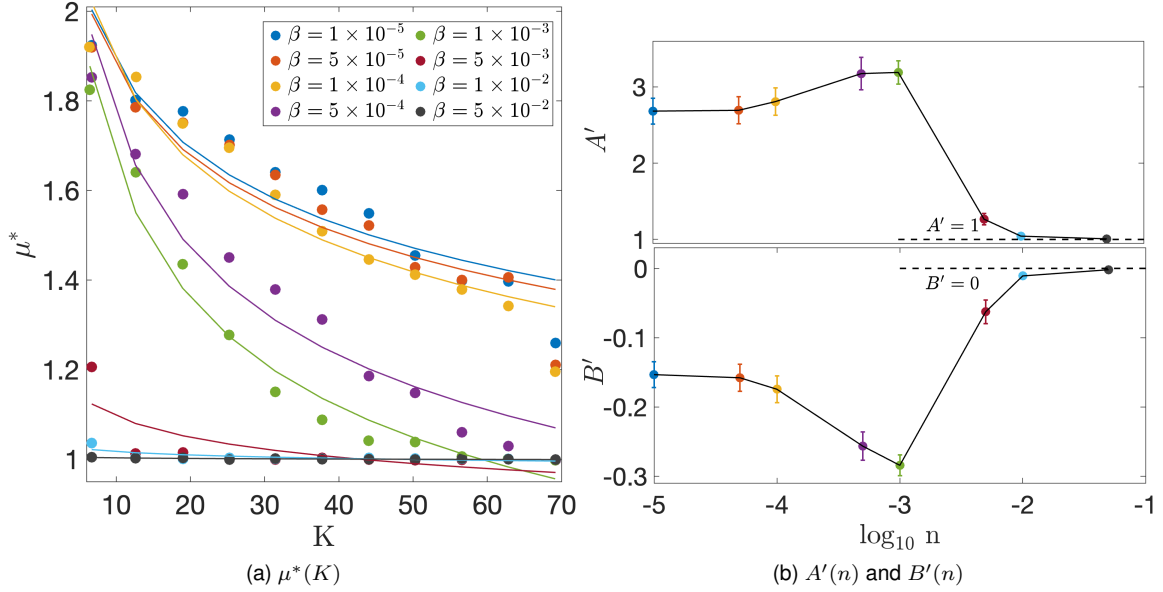 2
1.8
1.6
1.4
1.2
1
μ*
10 20 30 40 50 60 70
K
β = 1 × 10⁻⁵ β = 1 × 10⁻³
β = 5 × 10⁻⁵ β = 5 × 10⁻³
β = 1 × 10⁻⁴ β = 1 × 10⁻²
β = 5 × 10⁻⁴ β = 5 × 10⁻²
(a) μ*(K)
3
2
1
A′
A′ = 1
0
-0.1
-0.2
-0.3
B′
B′ = 0
-5 -4 -3 -2 -1
log₁₀ n
(b) A′(n) and B′(n)